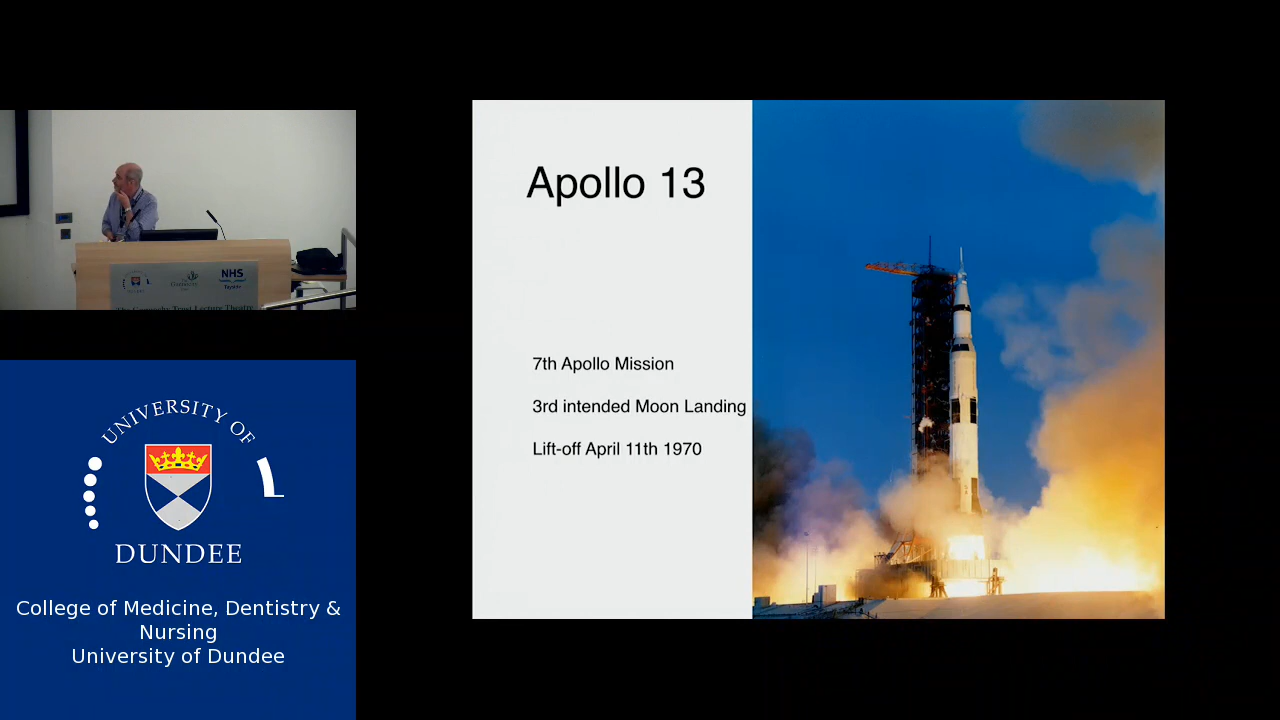 Apollo 13
7th Apollo Mission
3rd intended Moon Landing
Lift-off April 11th 1970
NHS
UNIVERSITY OF
DUNDEE
College of Medicine, Dentistry &
Nursing
University of Dundee